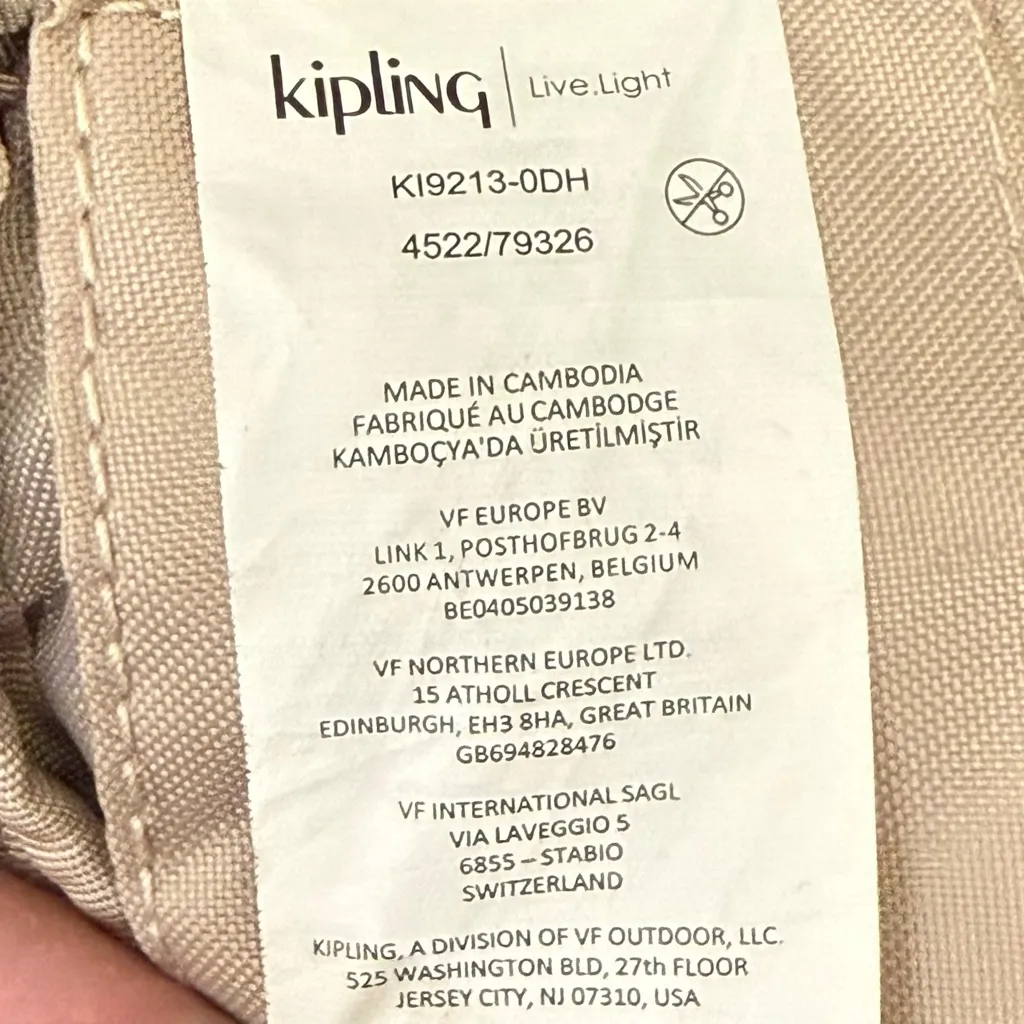 kipling | Live.Light
KI9213-0DH
4522/79326
MADE IN CAMBODIA
FABRIQUÉ AU CAMBODGE
KAMBOÇYA'DA ÜRETİLMİŞTİR
VF EUROPE BV
LINK 1, POSTHOFBRUG 2-4
2600 ANTWERPEN, BELGIUM
BE0405039138
VF NORTHERN EUROPE LTD.
15 ATHOLL CRESCENT
EDINBURGH, EH3 8HA, GREAT BRITAIN
GB694828476
VF INTERNATIONAL SAGL
VIA LAVEGGIO 5
6855 – STABIO
SWITZERLAND
KIPLING, A DIVISION OF VF OUTDOOR, LLC.
525 WASHINGTON BLD, 27th FLOOR
JERSEY CITY, NJ 07310, USA